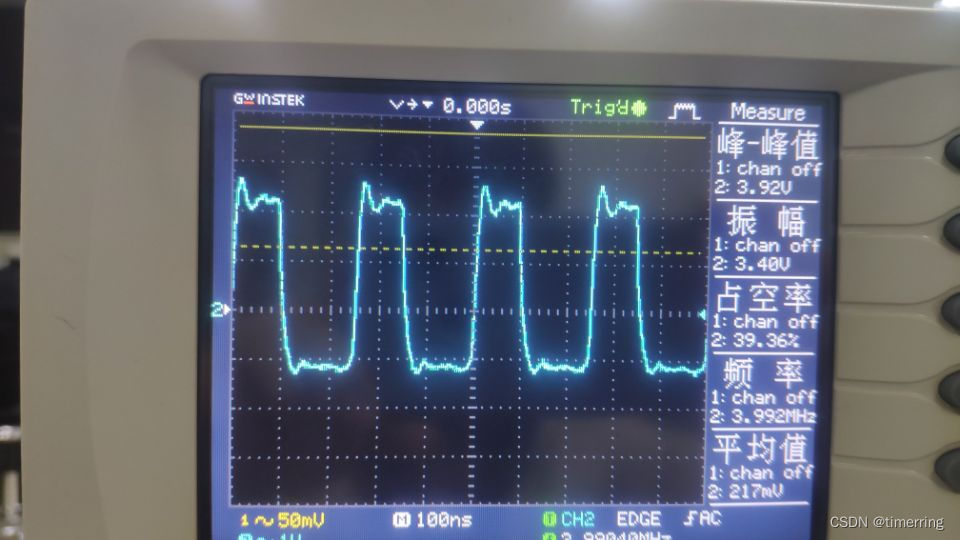 GWINSTEK
0.000s
Trig'd
Measure
峰-峰值
1: chan off
2: 3.92V
振 幅
1: chan off
2: 3.40V
占空率
1: chan off
2: 39.36%
频 率
1: chan off
2: 3.992MHz
平均值
1: chan off
2: 217mV
2
1 50mV
M 100ns
CH2 EDGE AC
CSDN @timerring